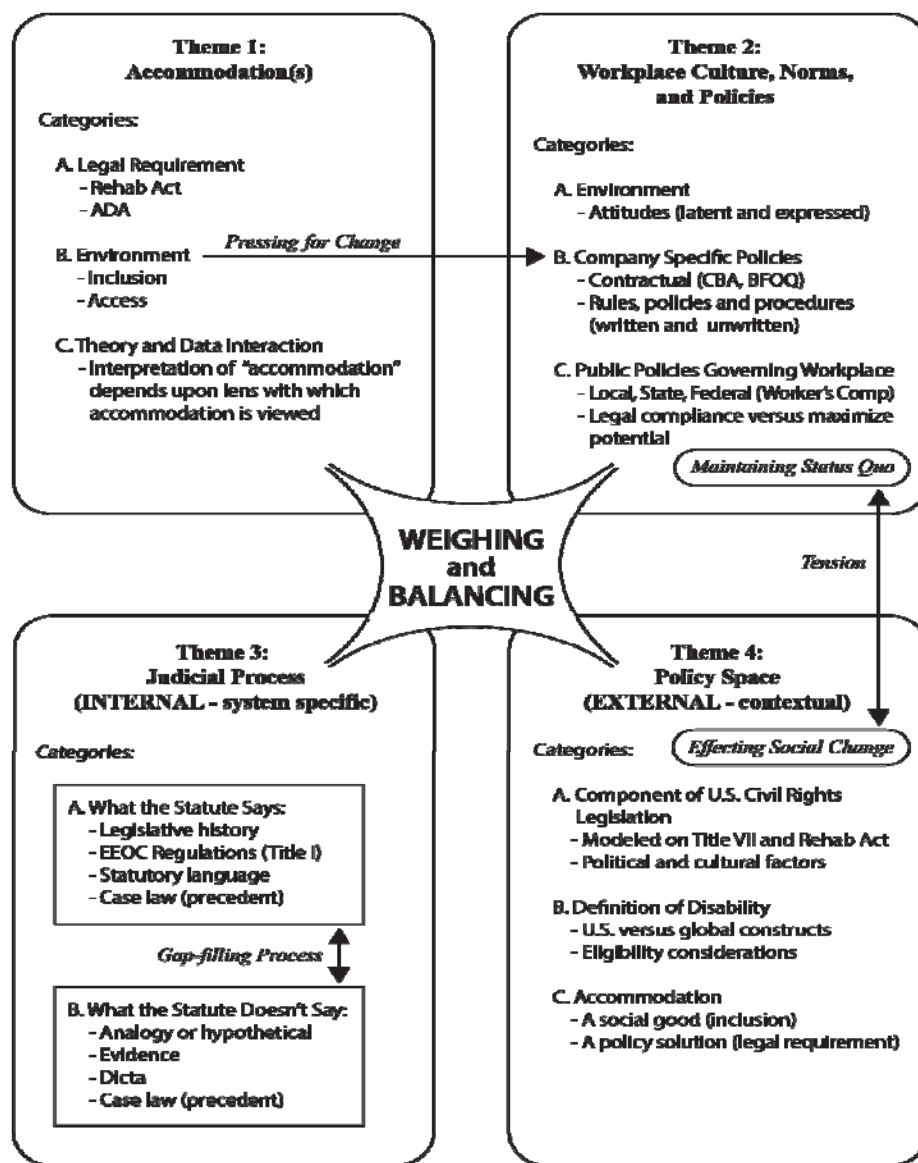 Theme 1:
Accommodation(s)
Categories:
A. Legal Requirement
- Rehab Act
- ADA
B. Environment
- Inclusion
- Access
C. Theory and Data Interaction
- Interpretation of “accommodation”
depends upon lens with which
accommodation is viewed
Pressing for Change
Theme 2:
Workplace Culture, Norms,
and Policies
Categories:
A. Environment
- Attitudes (latent and expressed)
B. Company Specific Policies
- Contractual (CBA, BFOQ)
- Rules, policies and procedures
(written and unwritten)
C. Public Policies Governing Workplace
- Local, State, Federal (Worker's Comp)
- Legal compliance versus maximize
potential
Maintaining Status Quo
WEIGHING
and
BALANCING
Tension
Theme 3:
Judicial Process
(INTERNAL - system specific)
Categories:
A. What the Statute Says:
- Legislative history
- EEOC Regulations (Title I)
- Statutory language
- Case law (precedent)
Gap-filling Process
B. What the Statute Doesn't Say:
- Analogy or hypothetical
- Evidence
- Dicta
- Case law (precedent)
Theme 4:
Policy Space
(EXTERNAL - contextual)
Effecting Social Change
Categories:
A. Component of U.S. Civil Rights
Legislation
- Modeled on Title VII and Rehab Act
- Political and cultural factors
B. Definition of Disability
- U.S. versus global constructs
- Eligibility considerations
C. Accommodation
- A social good (inclusion)
- A policy solution (legal requirement)